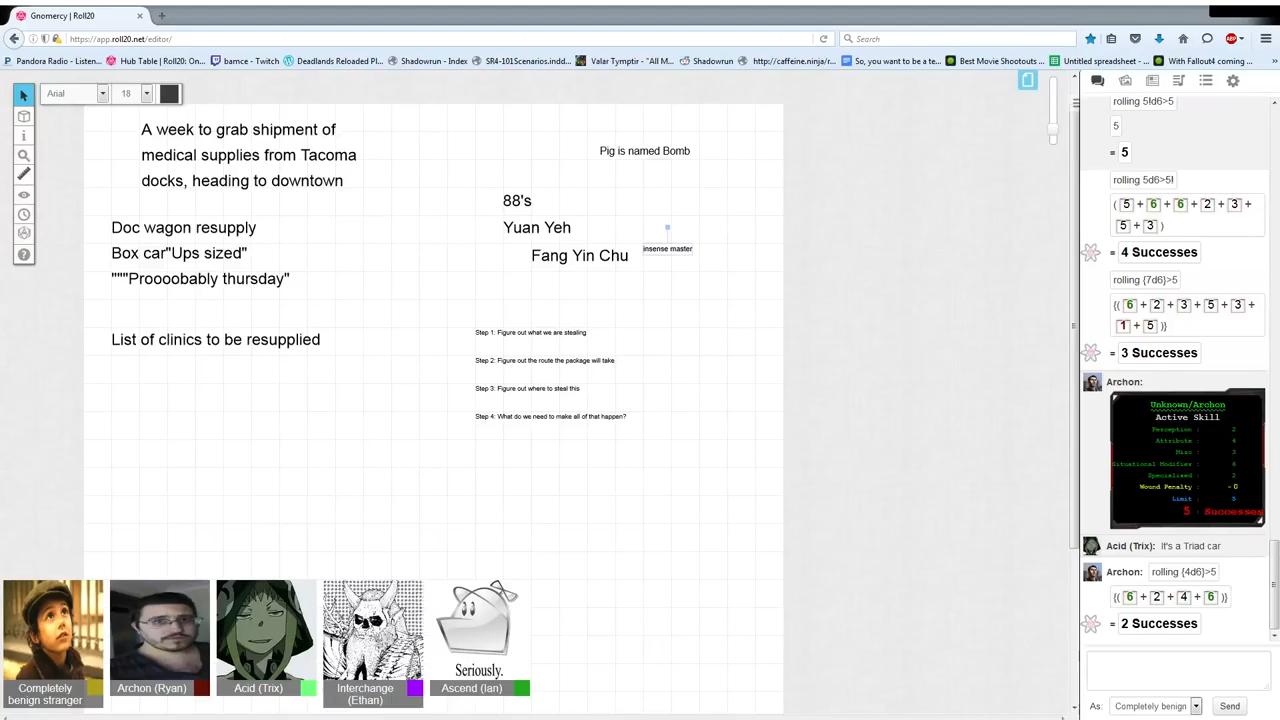 Gnomercy | Roll20
https://app.roll20.net/editor/
Search
Pandora Radio - Listen...
Hub Table | Roll20: On...
bamce - Twitch
Deadlands Reloaded Pl...
Shadowrun - Index
SR4-101Scenarios.indd...
Valar Tymptir - "All M...
Shadowrun
http://caffeine.ninja/r...
So, you want to be a te...
Best Movie Shootouts ...
Untitled spreadsheet - ...
With Fallout4 coming ...
Arial
18
A week to grab shipment of
medical supplies from Tacoma
docks, heading to downtown
Pig is named Bomb
88's
Yuan Yeh
Fang Yin Chu
insense master
Doc wagon resupply
Box car"Ups sized"
"""Proooobably thursday"
List of clinics to be resupplied
Step 1: Figure out what we are stealing
Step 2: Figure out the route the package will take
Step 3: Figure out where to steal this
Step 4: What do we need to make all of that happen?
Seriously.
Completely
benign stranger
Archon (Ryan)
Acid (Trix)
Interchange
(Ethan)
Ascend (Ian)
rolling 5!d6>5
5
= 5
rolling 5d6>5!
( 5 + 6 + 6 + 2 + 3 +
5 + 3 )
= 4 Successes
rolling {7d6}>5
{( 6 + 2 + 3 + 5 + 3 +
1 + 5 )}
= 3 Successes
Archon:
Unknown/Archon
Active Skill
Perception : 2
Attribute : 4
Misc : 3
Situational Modifier : 6
Specialized : 2
Wound Penalty : - 0
Limit : 5
5 : Successes
Acid (Trix): It's a Triad car
Archon: rolling {4d6}>5
{( 6 + 2 + 4 + 6 )}
= 2 Successes
As: Completely benign
Send